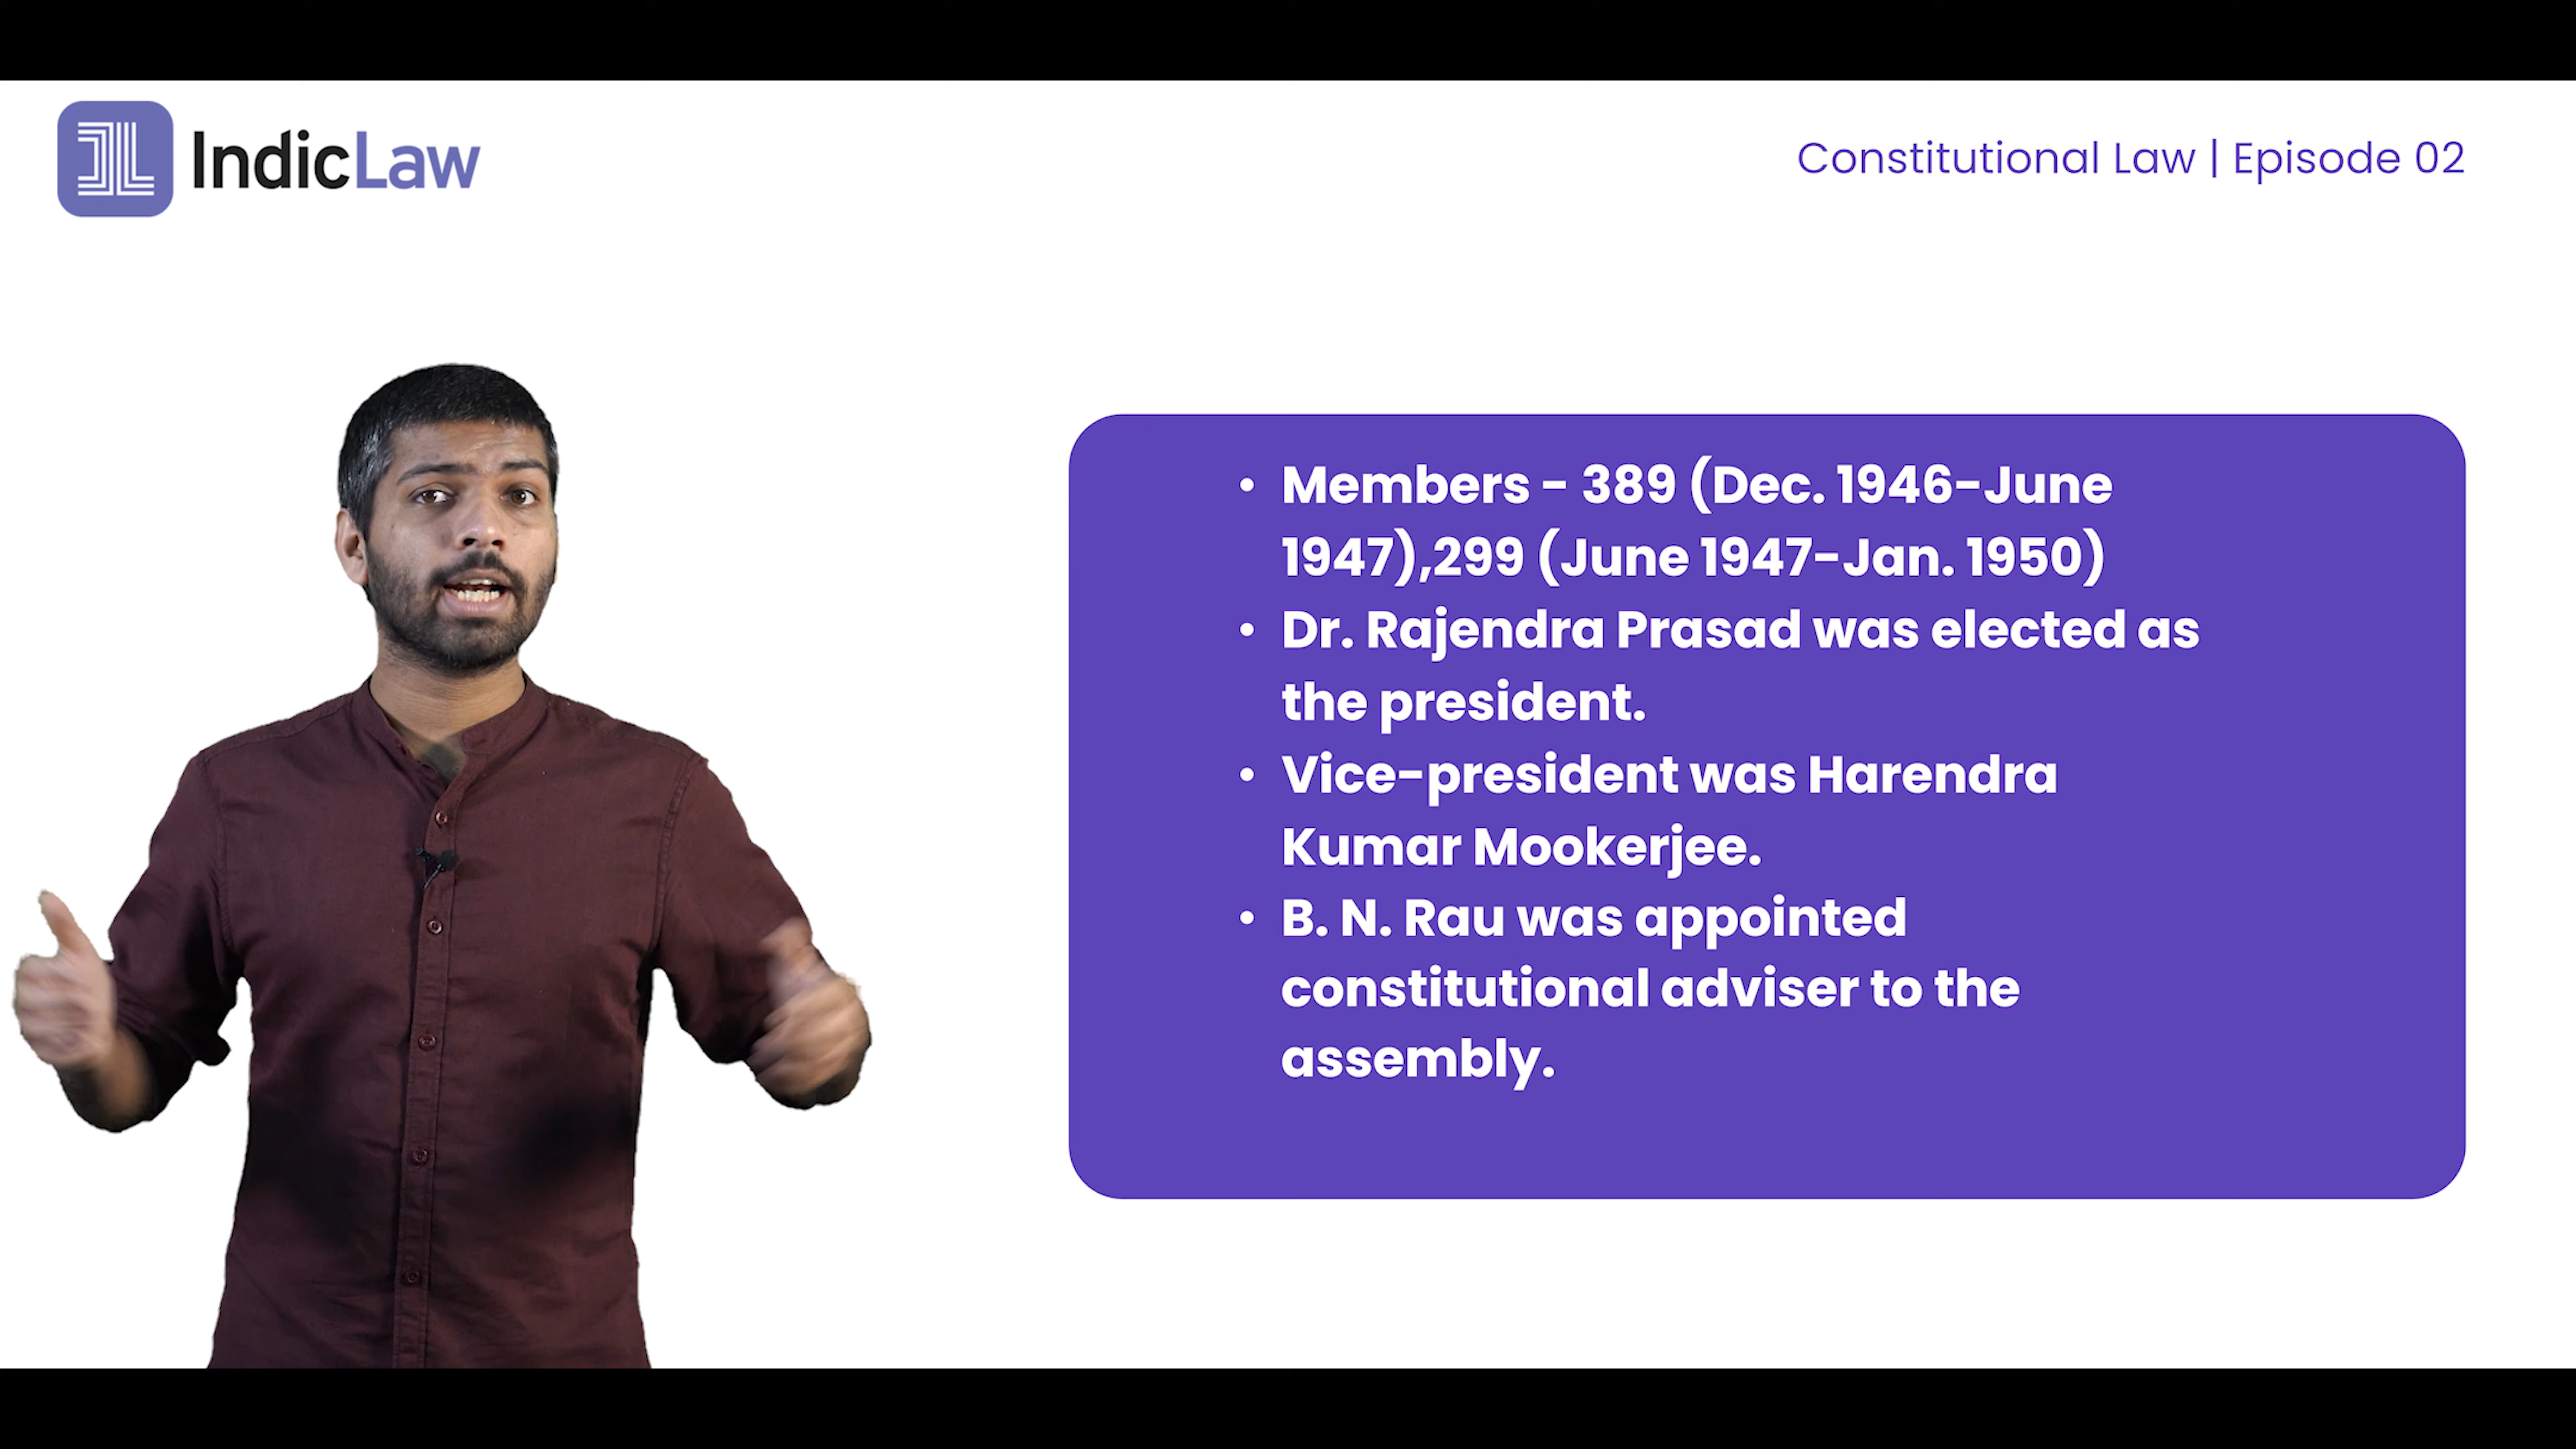 IndicLaw
Constitutional Law | Episode 02
• Members - 389 (Dec. 1946-June
1947),299 (June 1947-Jan. 1950)
• Dr. Rajendra Prasad was elected as
the president.
• Vice-president was Harendra
Kumar Mookerjee.
• B. N. Rau was appointed
constitutional adviser to the
assembly.